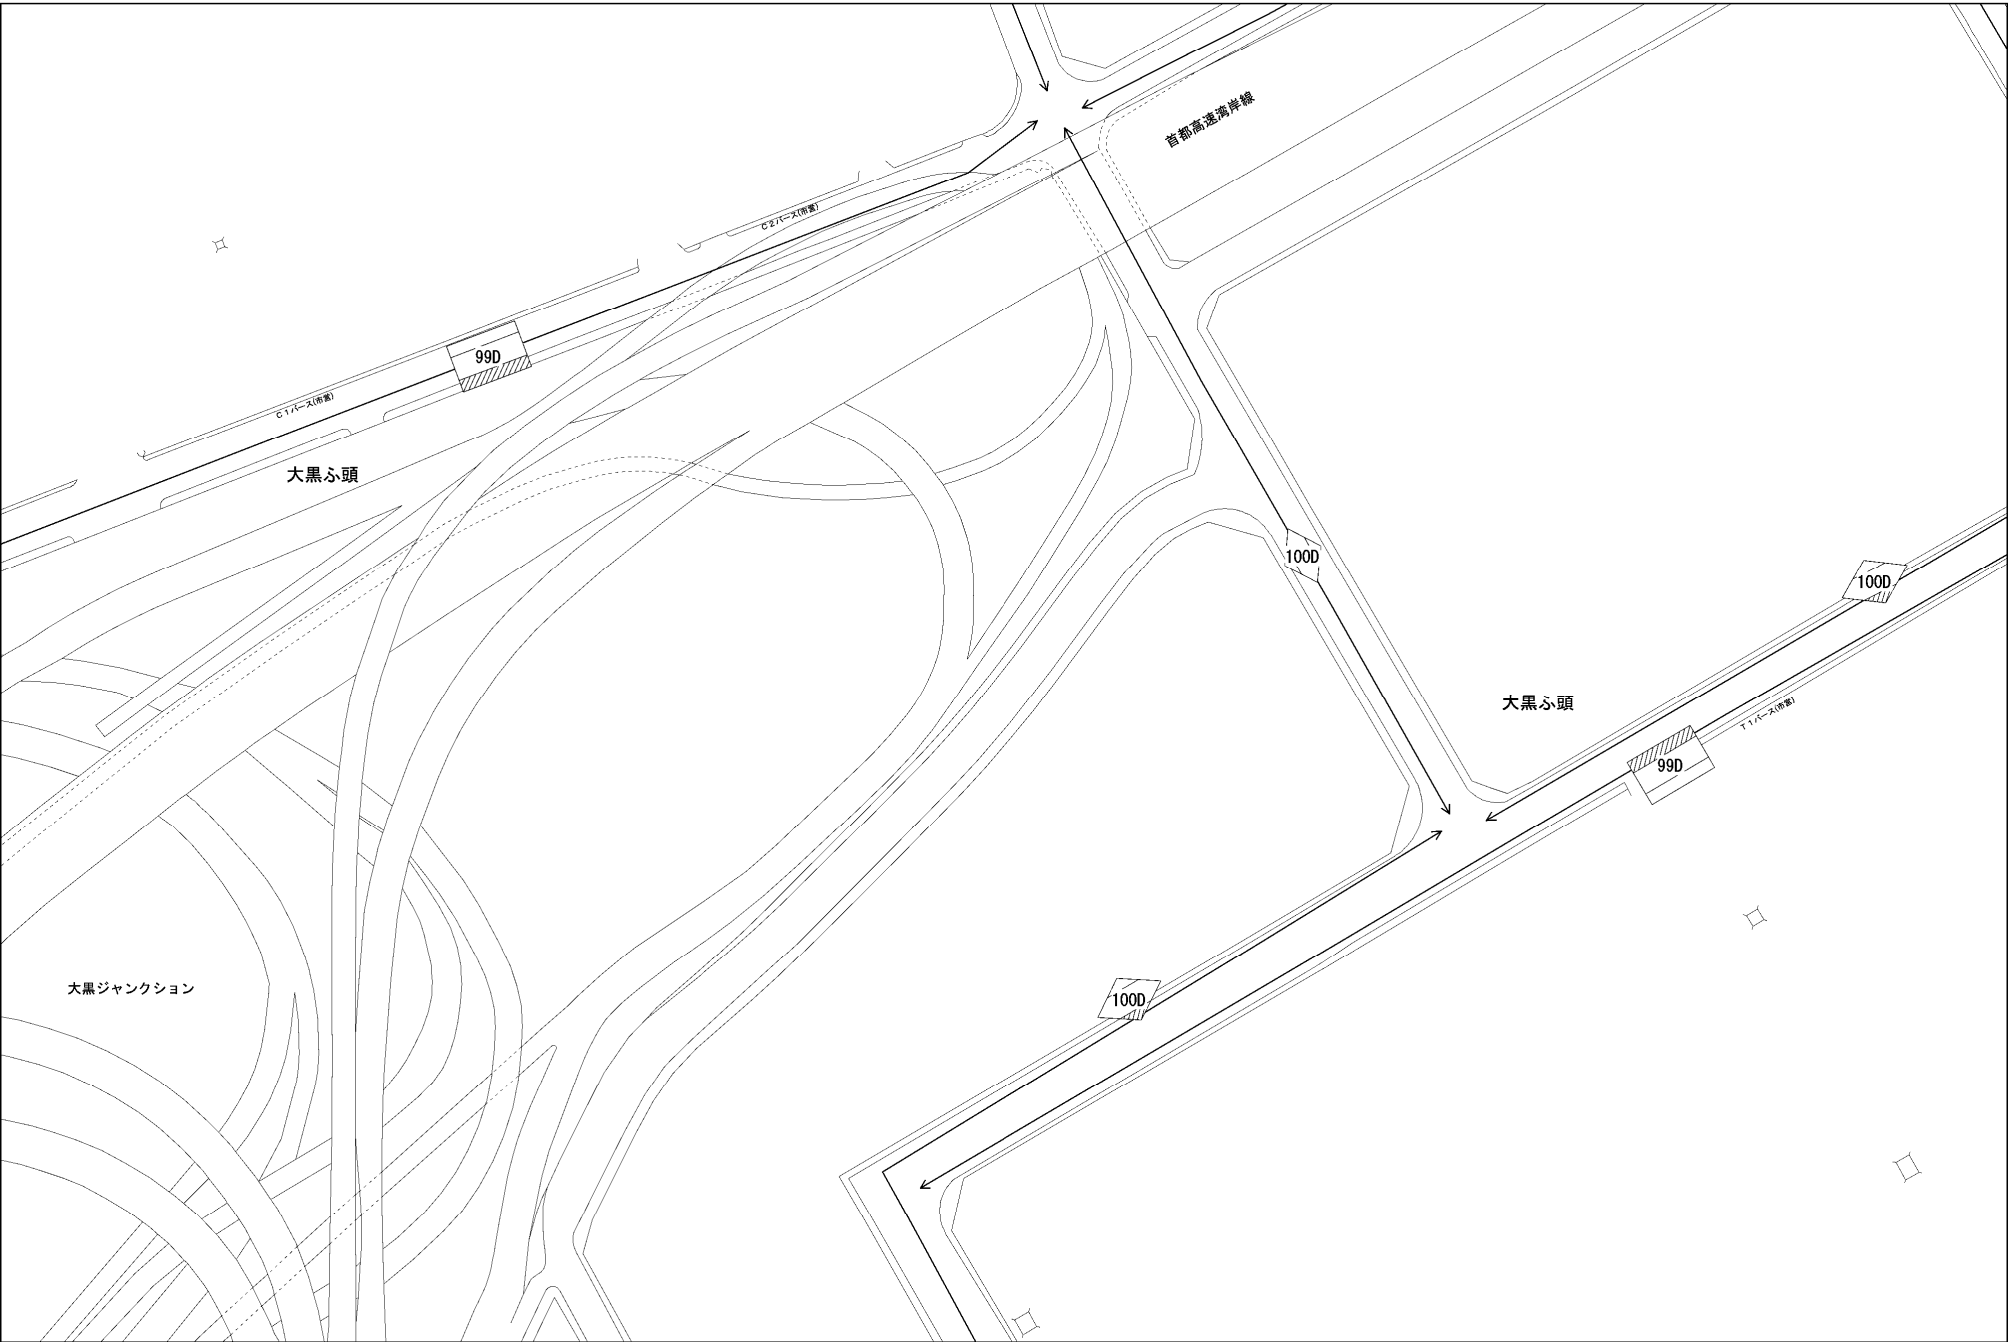 首都高速湾岸線
C2バース(市営)
99D
C1バース(市営)
大黒ふ頭
100D
100D
大黒ふ頭
T1バース(市営)
99D
大黒ジャンクション
100D